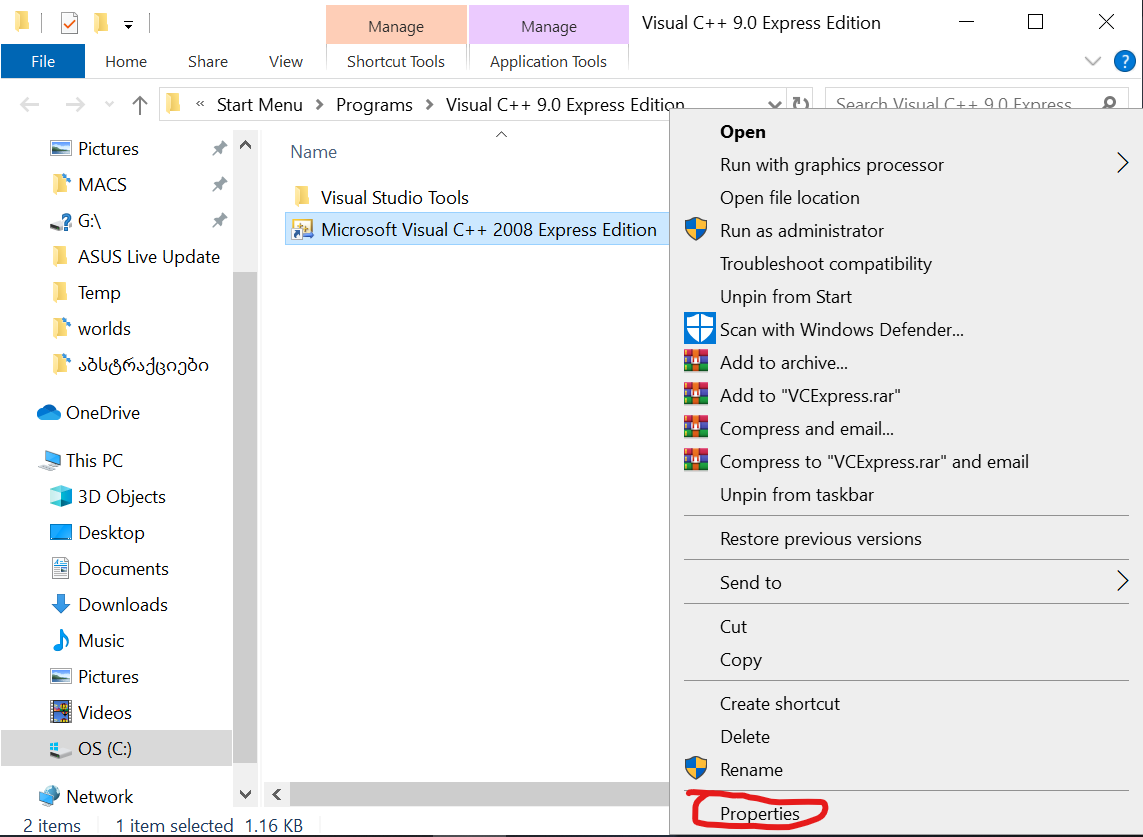 Manage
Manage
Visual C++ 9.0 Express Edition
File
Home
Share
View
Shortcut Tools
Application Tools
?
« Start Menu > Programs > Visual C++ 9.0 Express Edition
Search Visual C++ 9.0 Express
Pictures
MACS
G:\
ASUS Live Update
Temp
worlds
აბსტრაქციები
OneDrive
This PC
3D Objects
Desktop
Documents
Downloads
Music
Pictures
Videos
OS (C:)
Network
Name
Visual Studio Tools
Microsoft Visual C++ 2008 Express Edition
Open
Run with graphics processor
Open file location
Run as administrator
Troubleshoot compatibility
Unpin from Start
Scan with Windows Defender...
Add to archive...
Add to "VCExpress.rar"
Compress and email...
Compress to "VCExpress.rar" and email
Unpin from taskbar
Restore previous versions
Send to
Cut
Copy
Create shortcut
Delete
Rename
Properties
2 items
1 item selected 1.16 KB